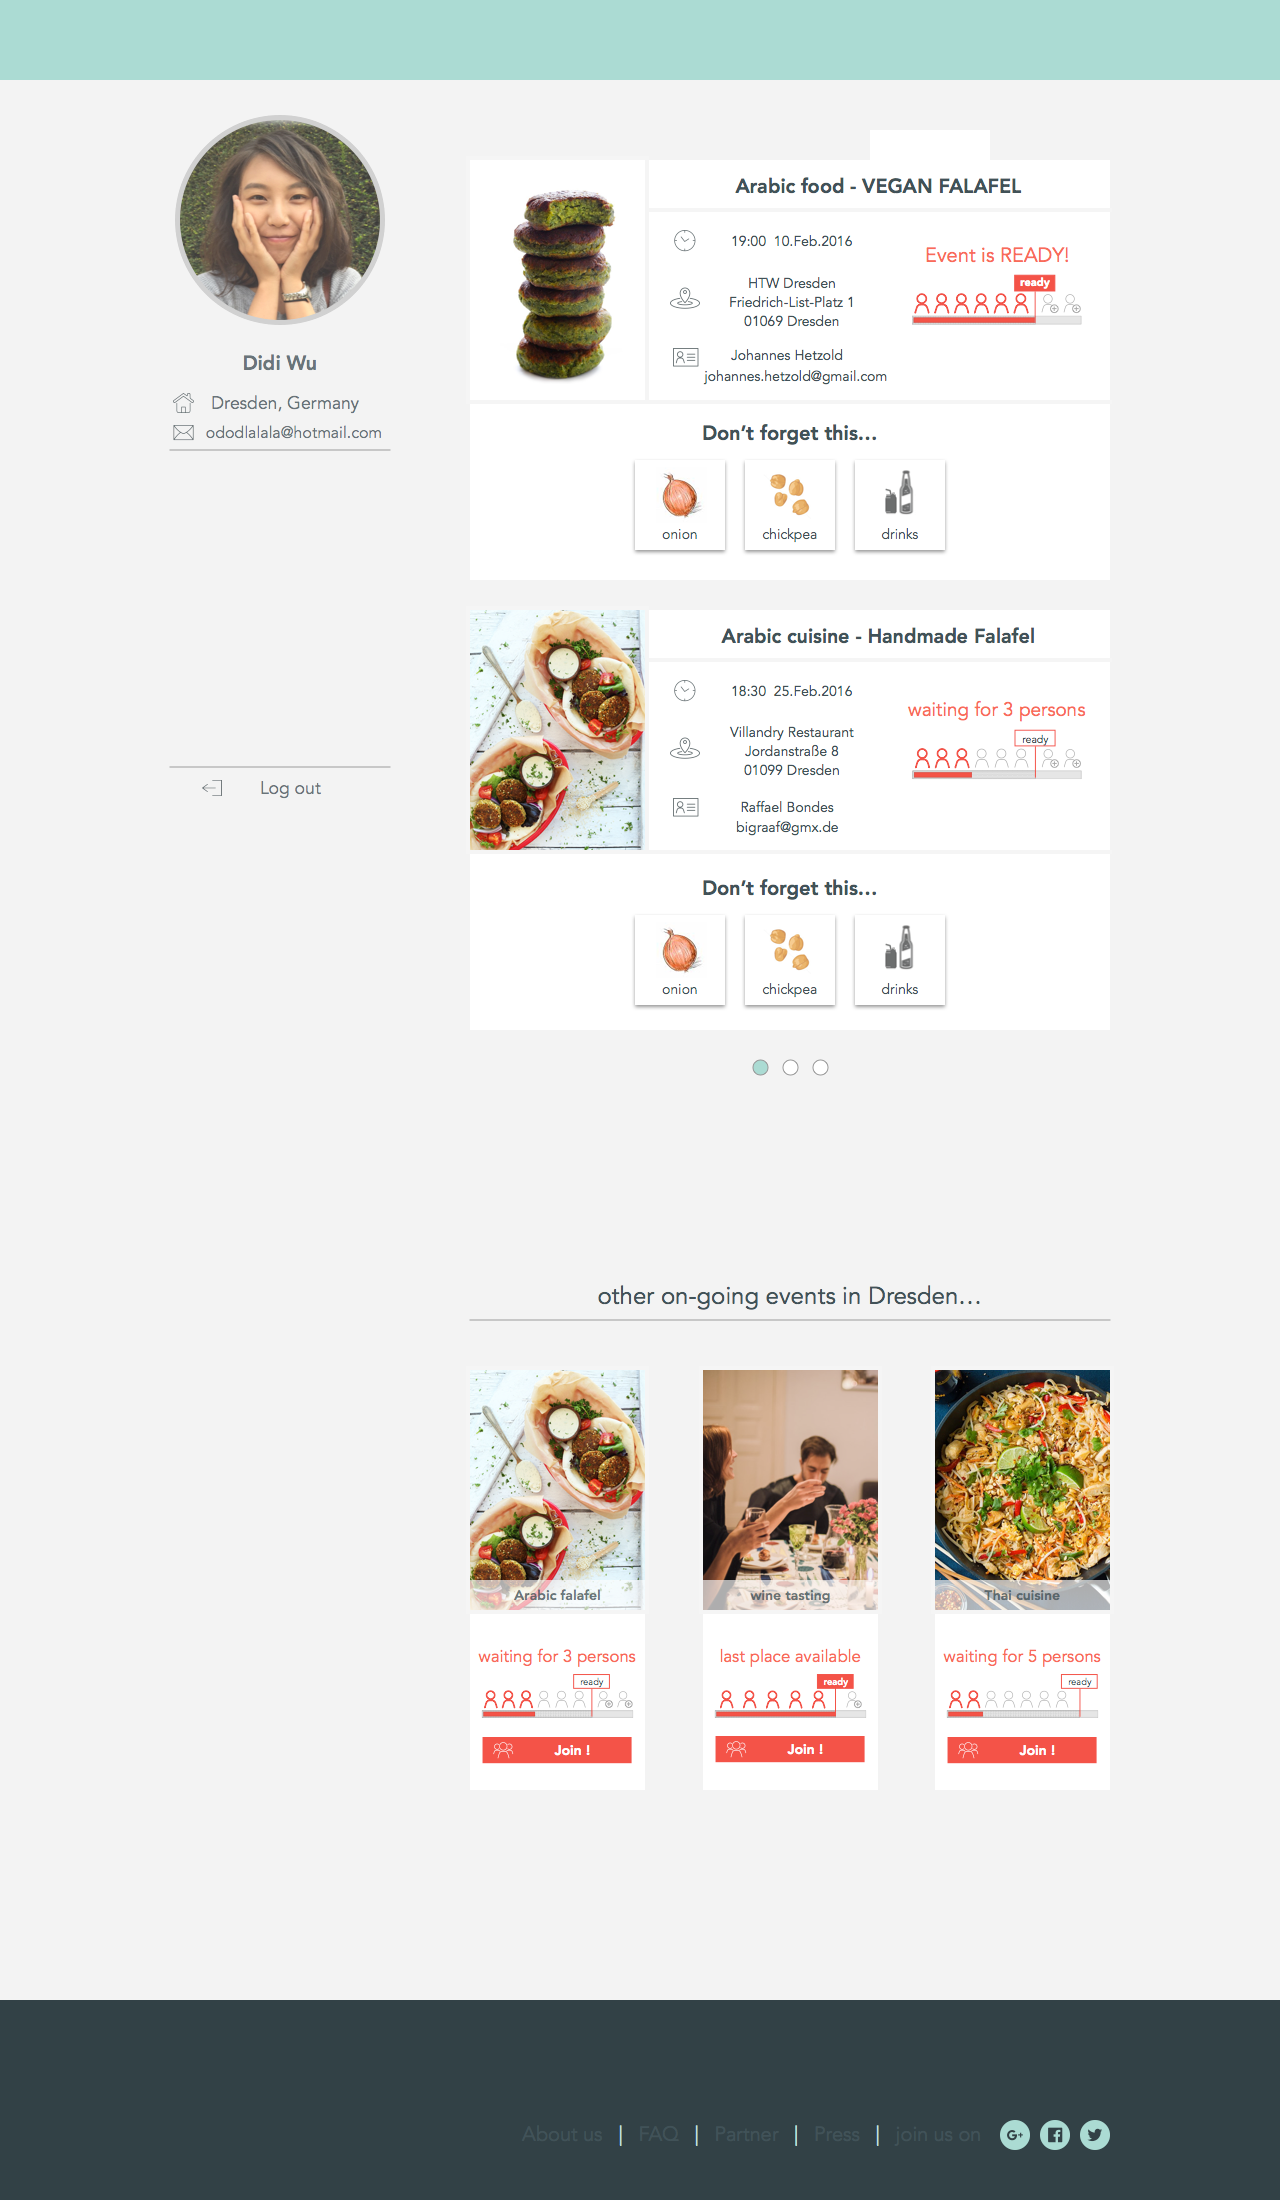 Didi Wu
Dresden, Germany
ododlalala@hotmail.com
Log out
Arabic food - VEGAN FALAFEL
19:00 10.Feb.2016
HTW Dresden
Friedrich-List-Platz 1
01069 Dresden
Johannes Hetzold
johannes.hetzold@gmail.com
Event is READY!
ready
Don't forget this...
onion
chickpea
drinks
Arabic cuisine - Handmade Falafel
18:30 25.Feb.2016
Villandry Restaurant
Jordanstraße 8
01099 Dresden
Raffael Bondes
bigraaf@gmx.de
waiting for 3 persons
ready
Don't forget this...
onion
chickpea
drinks
other on-going events in Dresden...
Arabic falafel
waiting for 3 persons
ready
Join !
wine tasting
last place available
ready
Join !
Thai cuisine
waiting for 5 persons
ready
Join !
About us | FAQ | Partner | Press | join us on